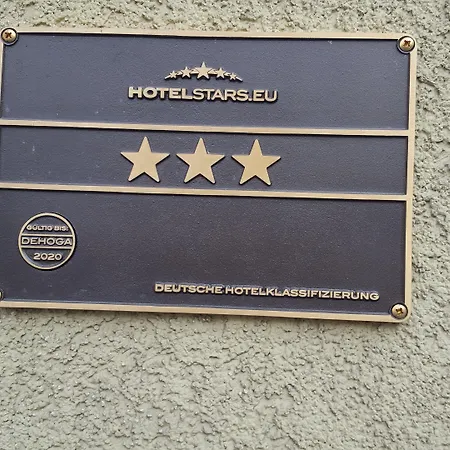 HOTELSTARS.EU
GÜLTIG BIS:
DEHOGA
2020
DEUTSCHE HOTELKLASSIFIZIERUNG